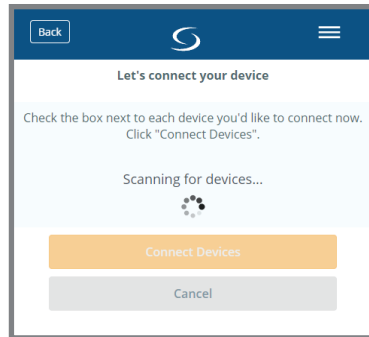 Back
Let's connect your device
Check the box next to each device you'd like to connect now.
Click "Connect Devices".
Scanning for devices...
Connect Devices
Cancel